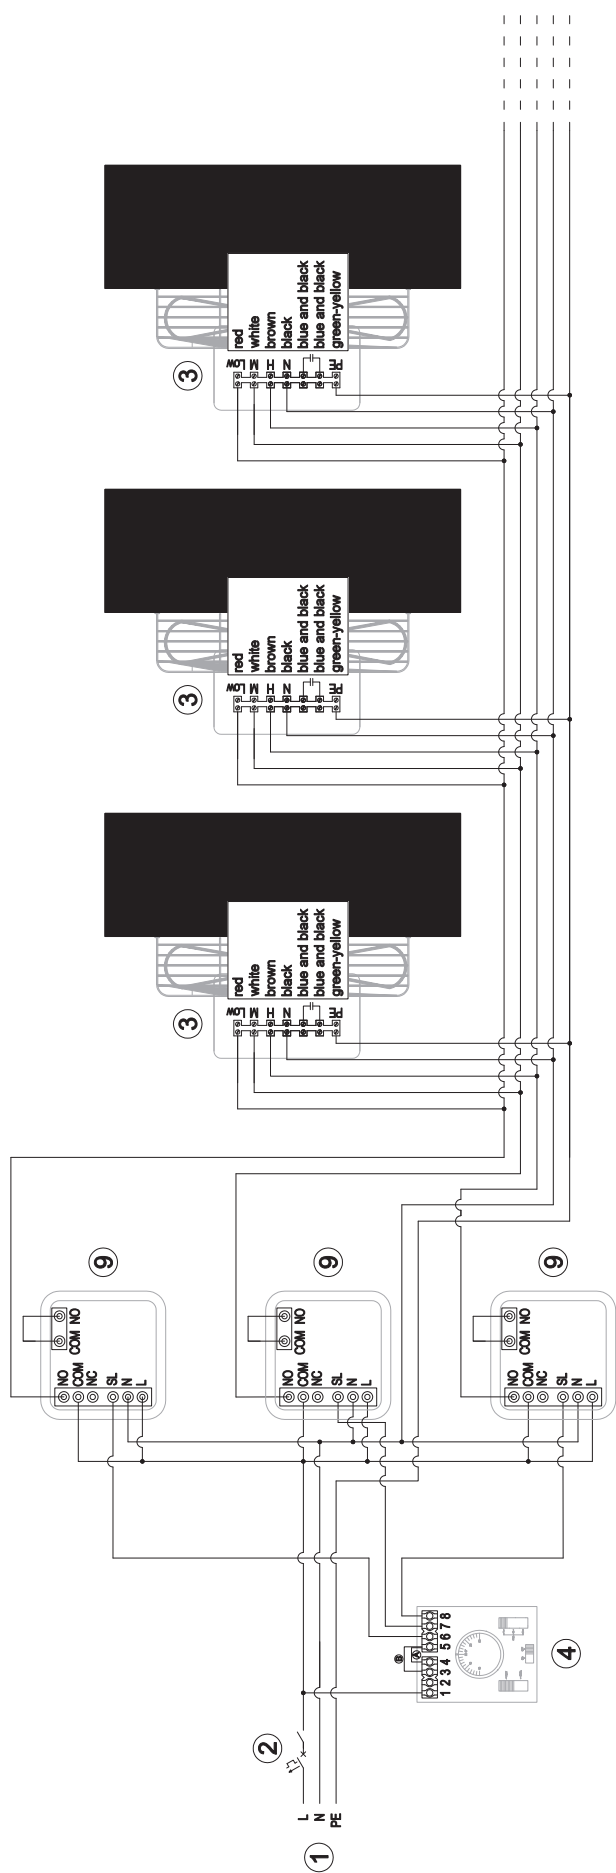 1
L
N
PE
2
4
B
A
1 2 3 4 5 6 7 8
9
NO
COM
NC
SL
N
L
COM NO
9
NO
COM
NC
SL
N
L
COM NO
9
NO
COM
NC
SL
N
L
COM NO
3
LOW red
M white
H brown
N black
blue and black
blue and black
PE green-yellow
3
LOW red
M white
H brown
N black
blue and black
blue and black
PE green-yellow
3
LOW red
M white
H brown
N black
blue and black
blue and black
PE green-yellow